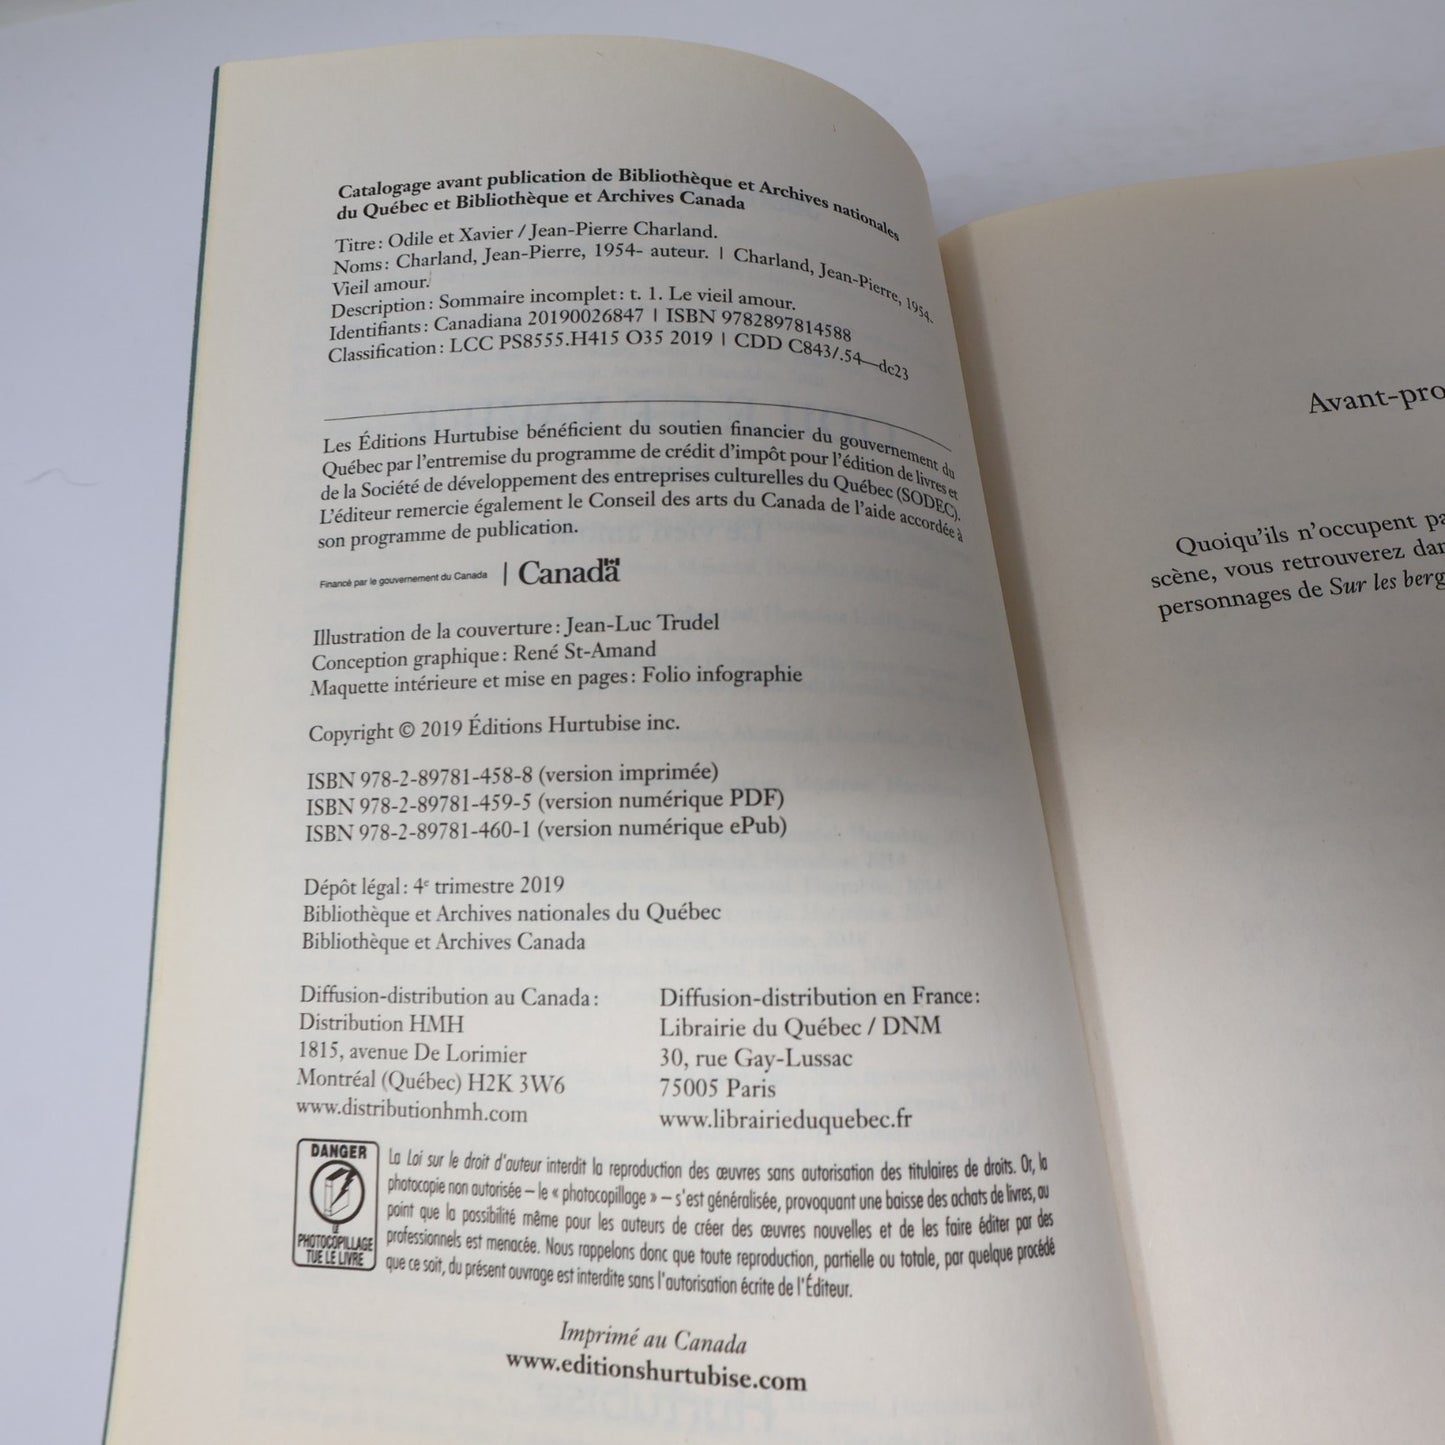 Catalogage avant publication de Bibliothèque et Archives nationales
du Québec et Bibliothèque et Archives Canada
Titre : Odile et Xavier / Jean-Pierre Charland.
Noms : Charland, Jean-Pierre, 1954- auteur. | Charland, Jean-Pierre, 1954-
Vieil amour.
Description : Sommaire incomplet : t. 1. Le vieil amour.
Identifiants : Canadiana 20190026847 | ISBN 9782897814588
Classification : LCC PS8555.H415 O35 2019 | CDD C843/.54—dc23
Les Éditions Hurtubise bénéficient du soutien financier du gouvernement du
Québec par l'entremise du programme de crédit d'impôt pour l'édition de livres et
de la Société de développement des entreprises culturelles du Québec (SODEC).
L'éditeur remercie également le Conseil des arts du Canada de l'aide accordée à
son programme de publication.
Financé par le gouvernement du Canada | Canada
Illustration de la couverture : Jean-Luc Trudel
Conception graphique : René St-Amand
Maquette intérieure et mise en pages : Folio infographie
Copyright © 2019 Éditions Hurtubise inc.
ISBN 978-2-89781-458-8 (version imprimée)
ISBN 978-2-89781-459-5 (version numérique PDF)
ISBN 978-2-89781-460-1 (version numérique ePub)
Dépôt légal : 4e trimestre 2019
Bibliothèque et Archives nationales du Québec
Bibliothèque et Archives Canada
Diffusion-distribution au Canada :
Distribution HMH
1815, avenue De Lorimier
Montréal (Québec) H2K 3W6
www.distributionhmh.com
Diffusion-distribution en France :
Librairie du Québec / DNM
30, rue Gay-Lussac
75005 Paris
www.librairieduquebec.fr
DANGER
LE
PHOTOCOPILLAGE
TUE LE LIVRE
La Loi sur le droit d'auteur interdit la reproduction des œuvres sans autorisation des titulaires de droits. Or, la
photocopie non autorisée – le « photocopillage » – s'est généralisée, provoquant une baisse des achats de livres, au
point que la possibilité même pour les auteurs de créer des œuvres nouvelles et de les faire éditer par des
professionnels est menacée. Nous rappelons donc que toute reproduction, partielle ou totale, par quelque procédé
que ce soit, du présent ouvrage est interdite sans l'autorisation écrite de l'Éditeur.
Imprimé au Canada
www.editionshurtubise.com
Avant-pro
Quoiqu'ils n'occupent pa
scène, vous retrouverez dan
personnages de Sur les berg